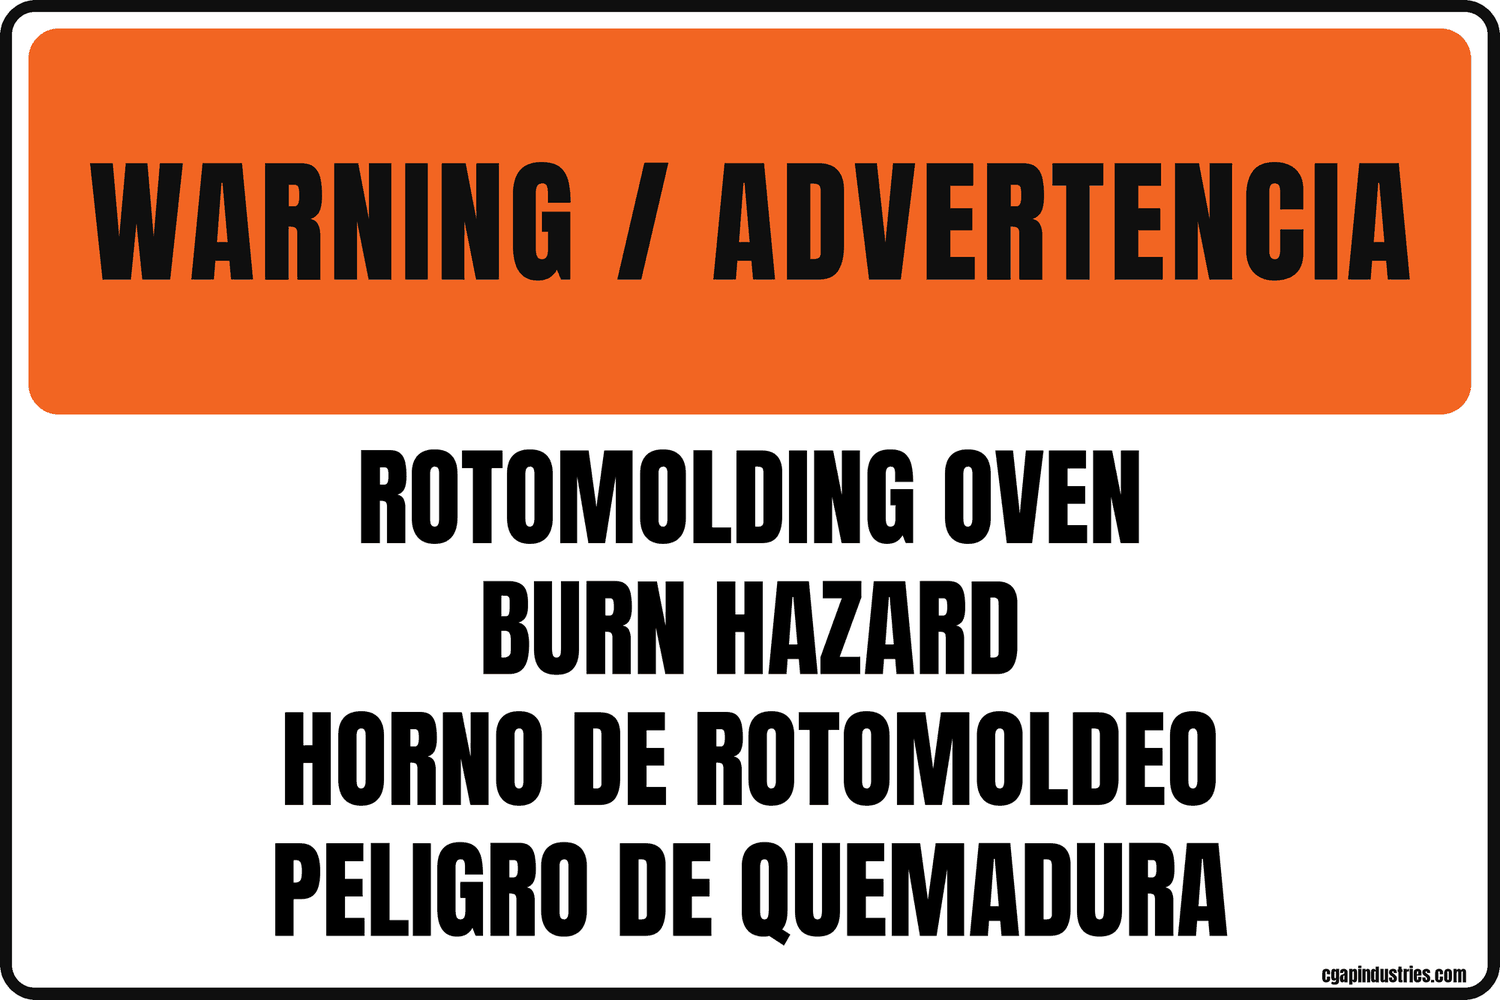 WARNING / ADVERTENCIA
ROTOMOLDING OVEN
BURN HAZARD
HORNO DE ROTOMOLDEO
PELIGRO DE QUEMADURA
cgapindustries.com